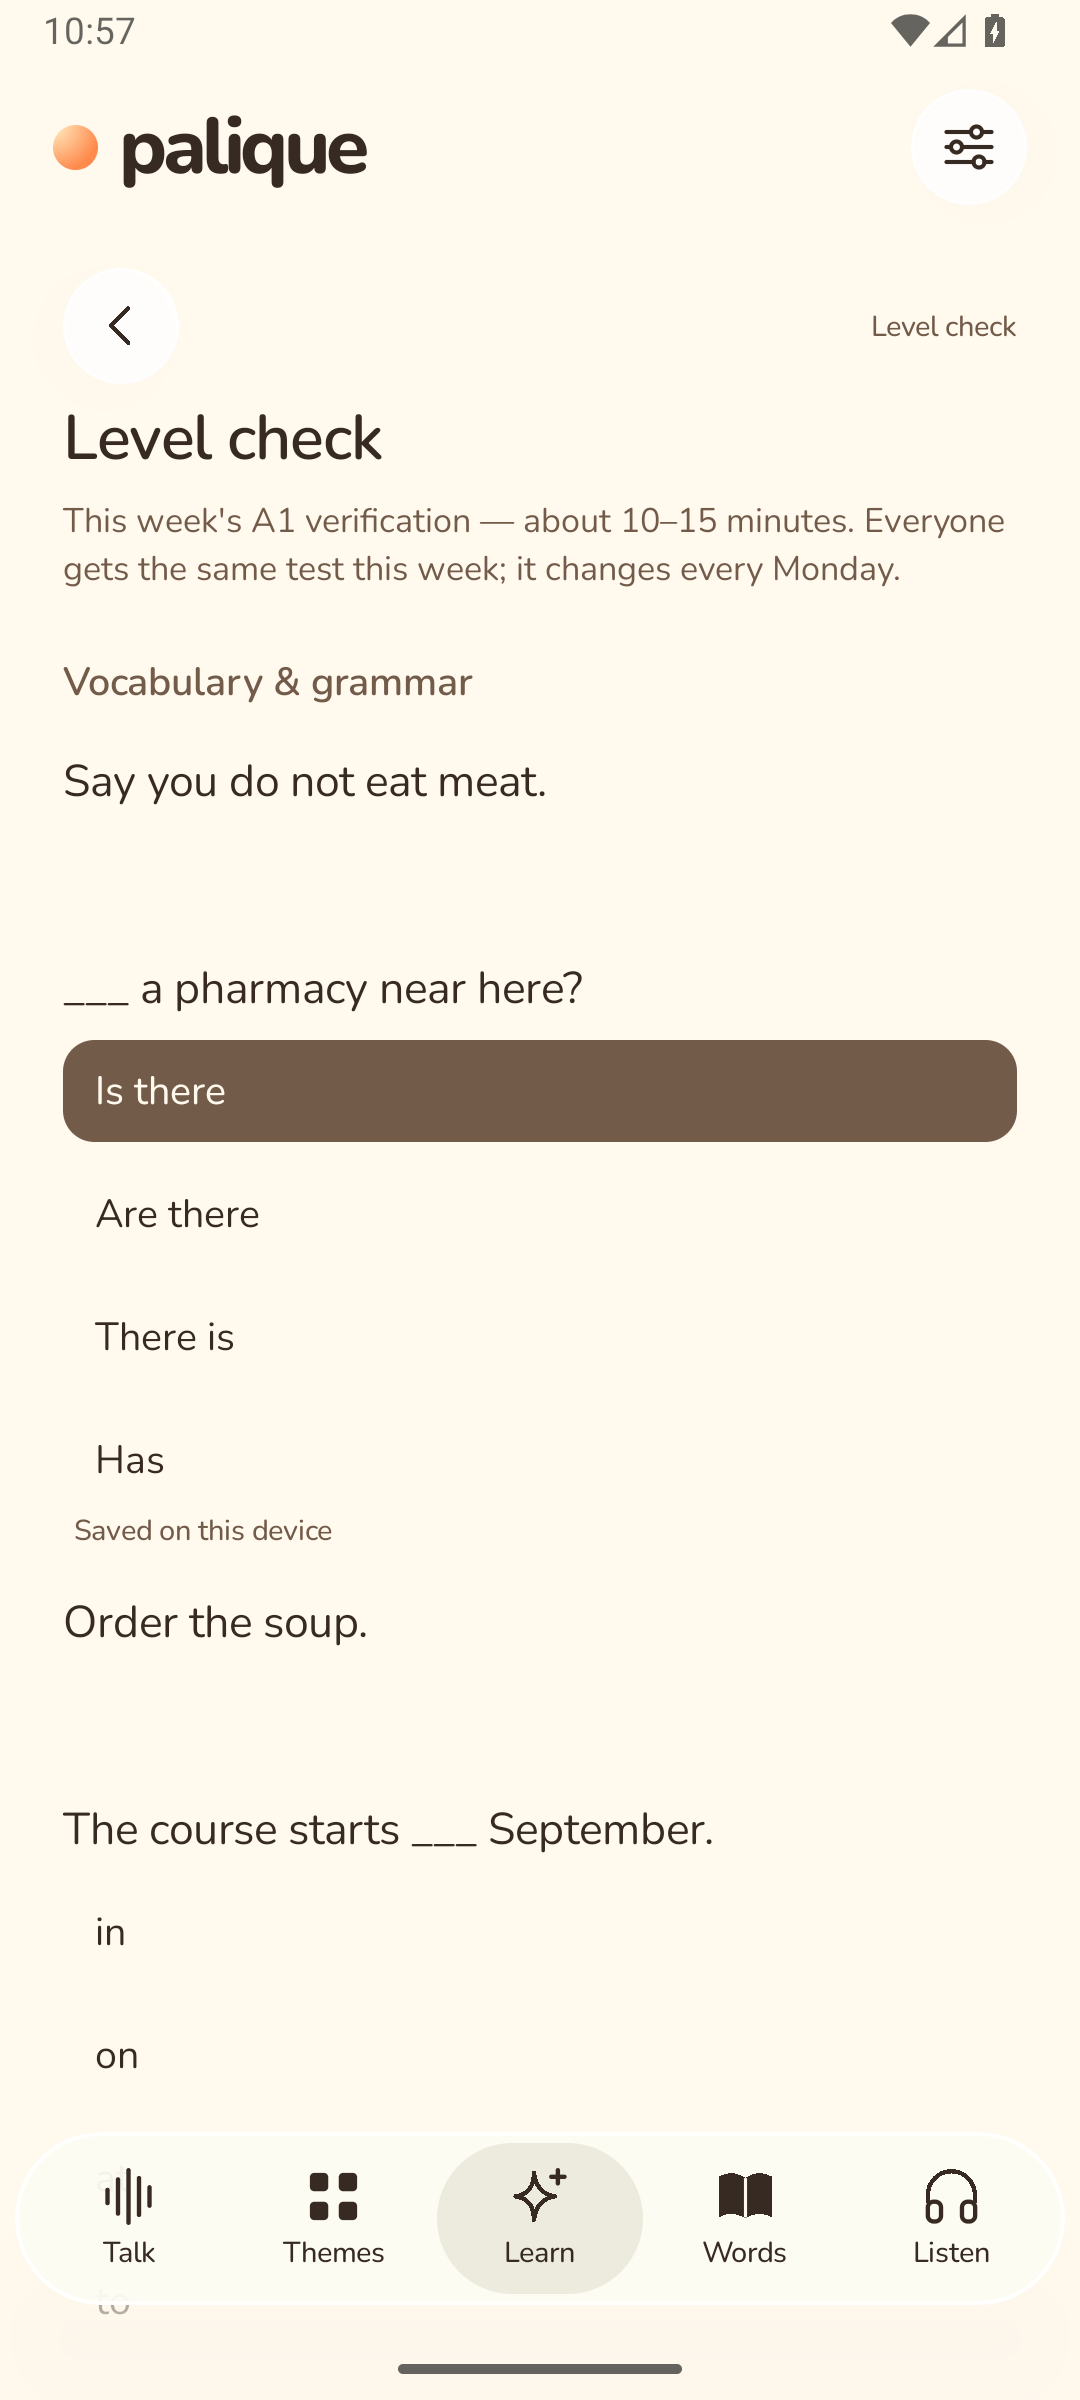 10:57
palique
Level check
Level check
This week's A1 verification — about 10–15 minutes. Everyone
gets the same test this week; it changes every Monday.
Vocabulary & grammar
Say you do not eat meat.
___ a pharmacy near here?
Is there
Are there
There is
Has
Saved on this device
Order the soup.
The course starts ___ September.
in
on
at
Talk
Themes
Learn
Words
Listen
to